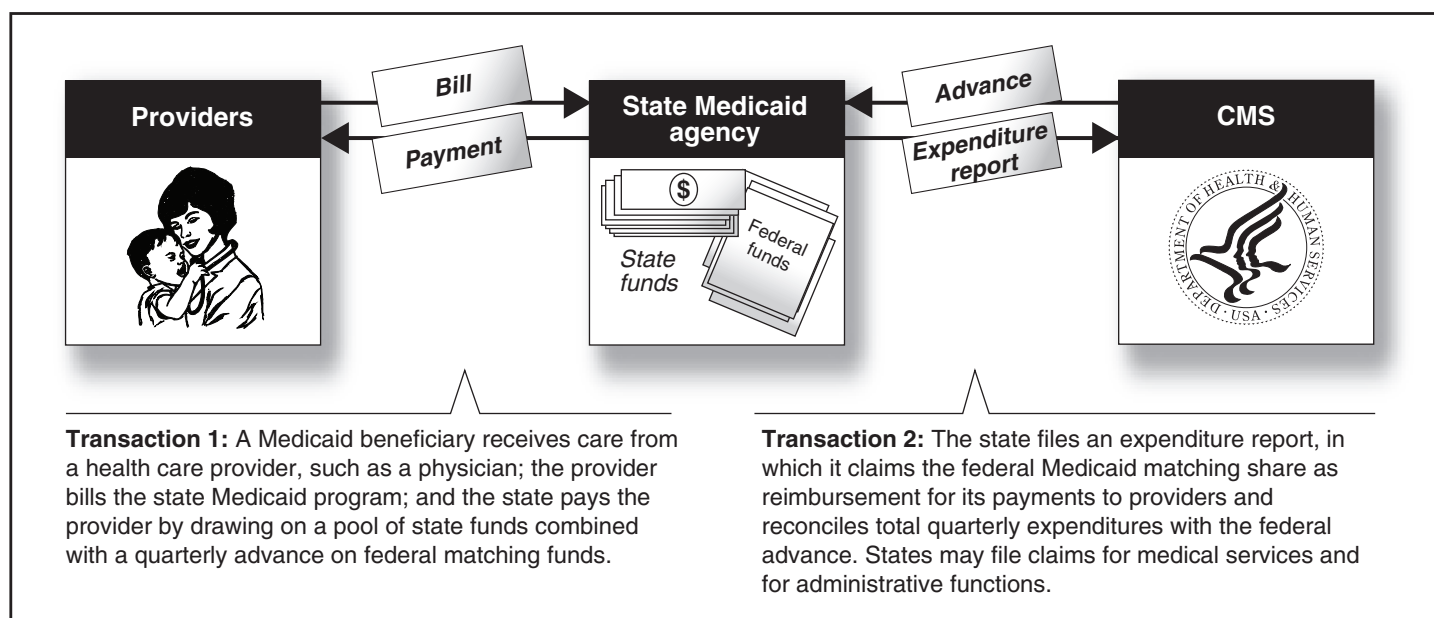 Providers
Bill
Payment
State Medicaid
agency
$
State
funds
Federal
funds
Advance
Expenditure
report
CMS
DEPARTMENT OF HEALTH & HUMAN SERVICES · USA ·
Transaction 1: A Medicaid beneficiary receives care from
a health care provider, such as a physician; the provider
bills the state Medicaid program; and the state pays the
provider by drawing on a pool of state funds combined
with a quarterly advance on federal matching funds.
Transaction 2: The state files an expenditure report, in
which it claims the federal Medicaid matching share as
reimbursement for its payments to providers and
reconciles total quarterly expenditures with the federal
advance. States may file claims for medical services and
for administrative functions.